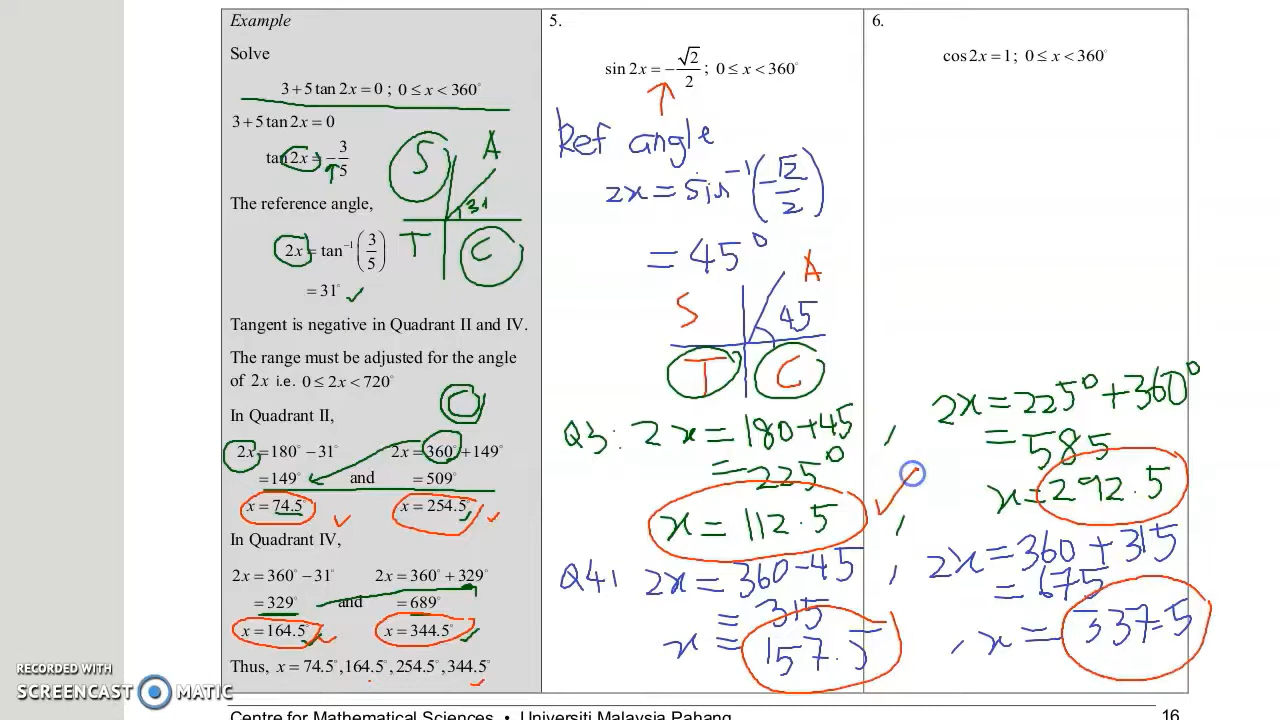 Example
Solve
3+5 tan 2x = 0 ; 0 ≤ x < 360°
3+5 tan 2x = 0
tan 2x = -3/5
The reference angle,
2x = tan⁻¹(3/5)
= 31°
Tangent is negative in Quadrant II and IV.
The range must be adjusted for the angle
of 2x i.e. 0 ≤ 2x < 720°
In Quadrant II,
2x = 180° - 31° 2x = 360° + 149°
= 149° and = 509°
x = 74.5° x = 254.5°
In Quadrant IV,
2x = 360° - 31° 2x = 360° + 329°
= 329° and = 689°
x = 164.5° x = 344.5°
Thus, x = 74.5°, 164.5°, 254.5°, 344.5°
S A
31
T C
5.
sin 2x = -√2/2 ; 0 ≤ x < 360°
Ref angle
2x = sin⁻¹(-√2/2)
= 45°
S A
45
T C
Q3: 2x = 180+45 , 2x = 225° + 360°
= 225° = 585
x = 112.5 , x = 292.5
Q4: 2x = 360-45 , 2x = 360 + 315
= 315 = 675
x = 157.5 , x = 337.5
6.
cos 2x = 1 ; 0 ≤ x < 360°
RECORDED WITH
SCREENCAST MATIC
Centre for Mathematical Sciences • Universiti Malaysia Pahang
16